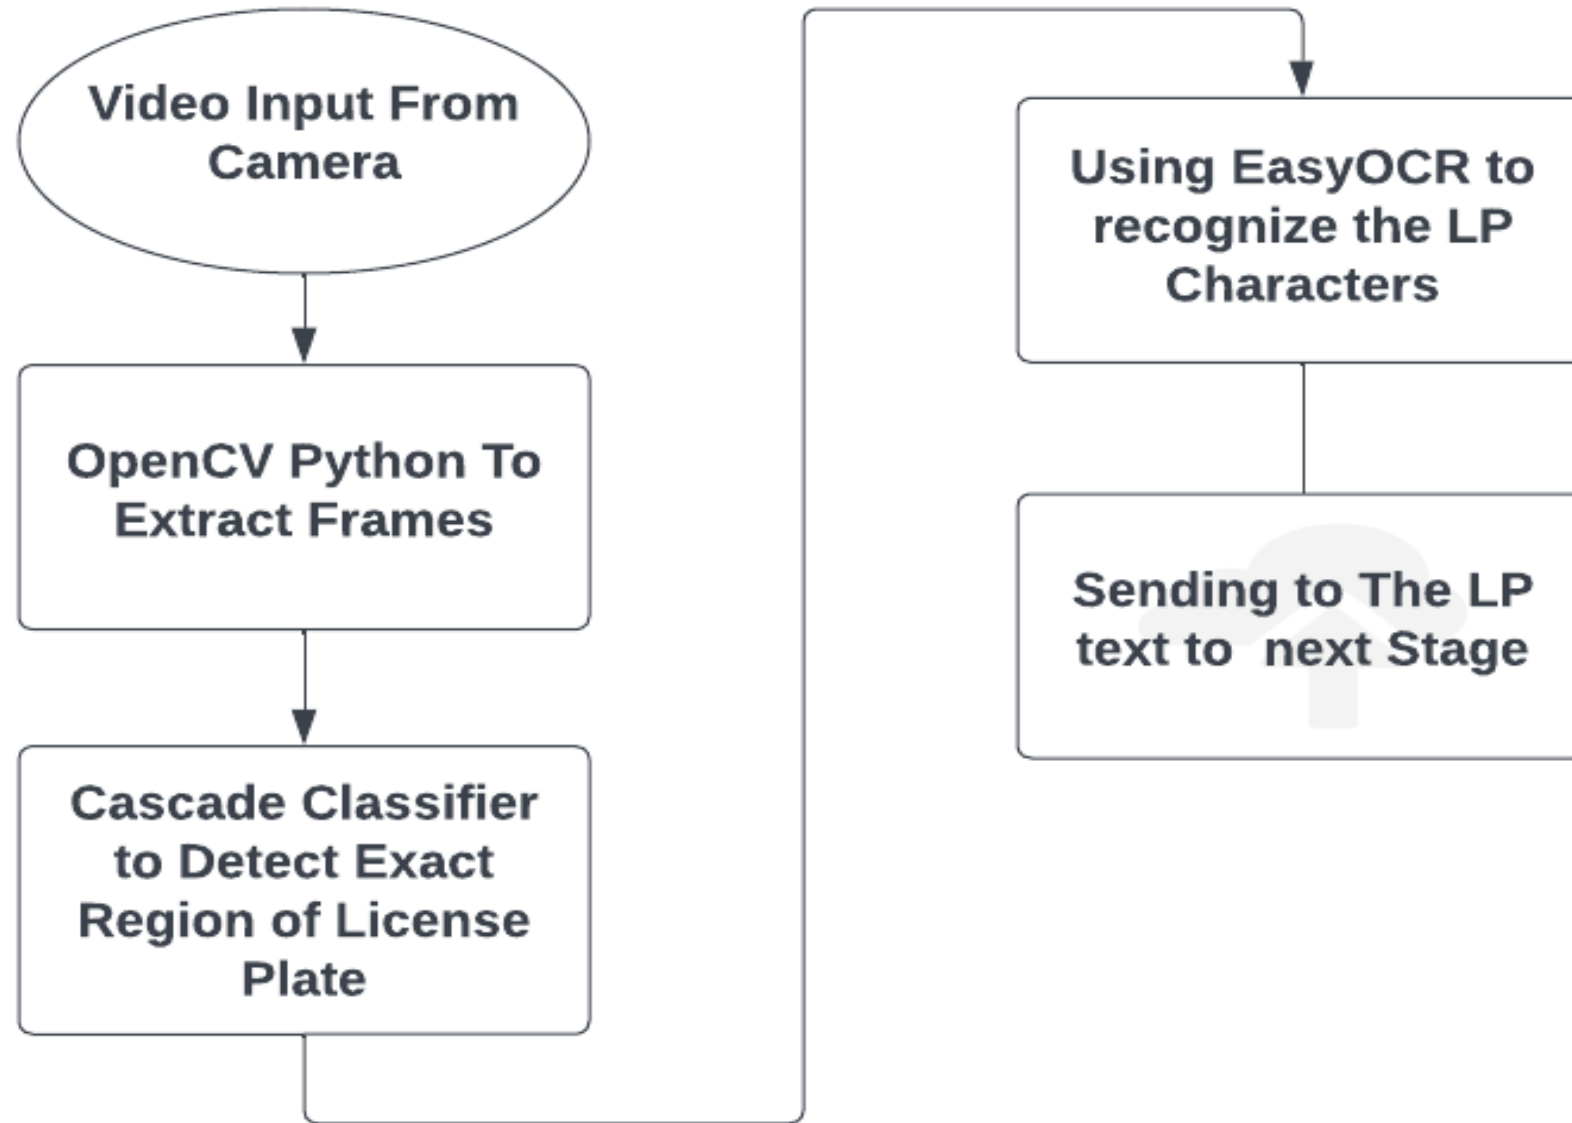 Video Input From
Camera
OpenCV Python To
Extract Frames
Cascade Classifier
to Detect Exact
Region of License
Plate
Using EasyOCR to
recognize the LP
Characters
Sending to The LP
text to  next Stage